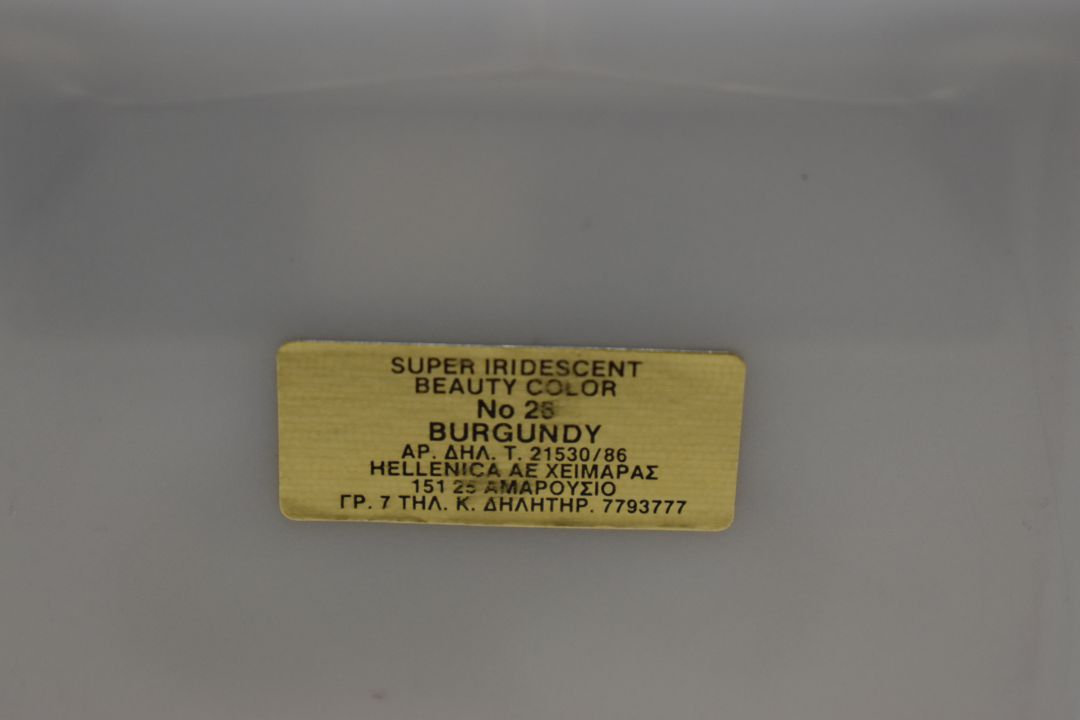 SUPER IRIDESCENT
BEAUTY COLOR
No
BURGUNDY
ΑΡ. ΔΗΛ. Τ. 21530/86
HELLENICA ΑΕ ΧΕΙΜΑΡΑΣ
151 25 ΑΜΑΡΟΥΣΙΟ
ΓΡ. 7 ΤΗΛ. Κ. ΔΗΛΗΤΗΡ. 7793777